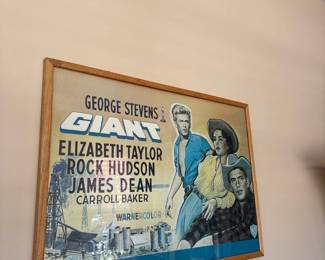 GEORGE STEVENS
GIANT
ELIZABETH TAYLOR
ROCK HUDSON
JAMES DEAN
CARROLL BAKER
WARNERCOLOR